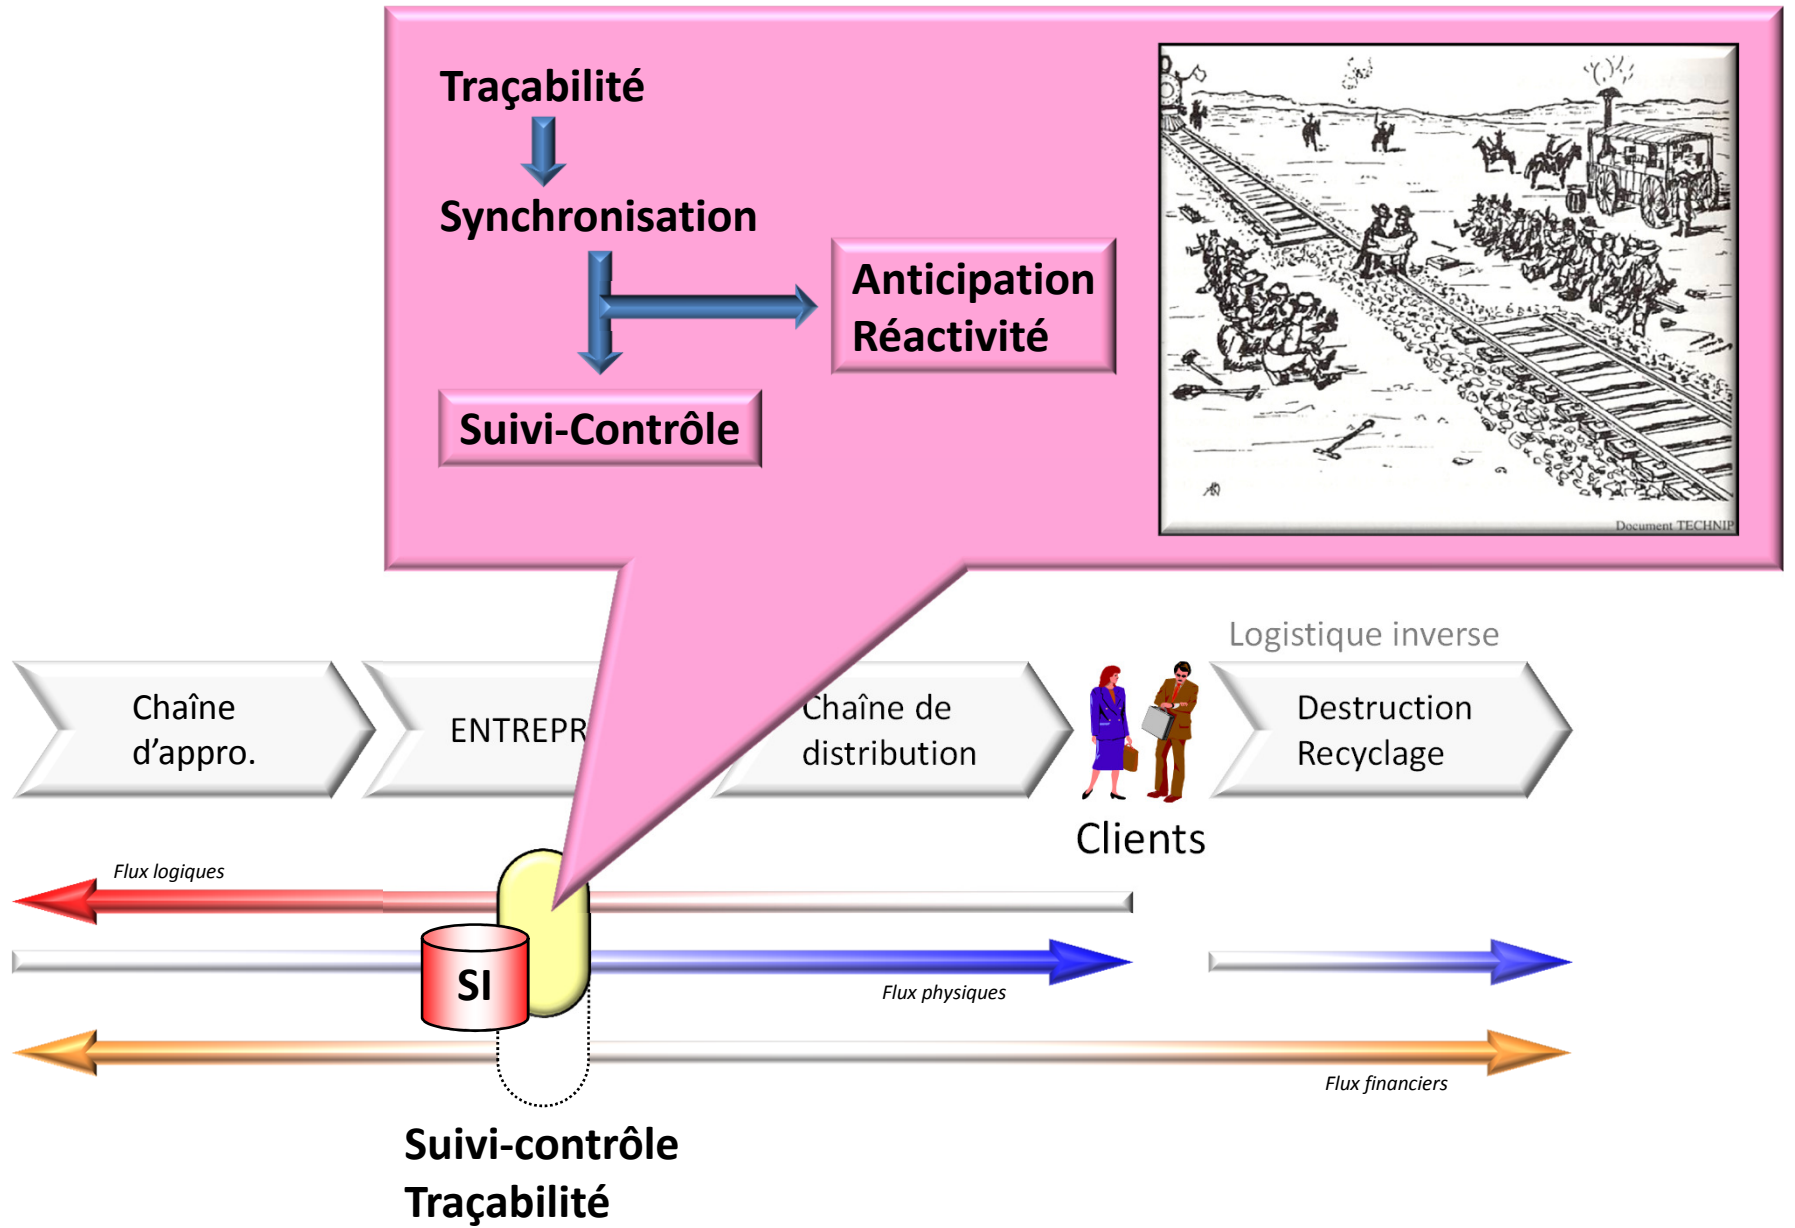 Traçabilité
Synchronisation
Anticipation
Réactivité
Suivi-Contrôle
Document TECHNIP
Logistique inverse
Chaîne
d’appro.
ENTREPR
Chaîne de
distribution
Clients
Destruction
Recyclage
Flux logiques
SI
Flux physiques
Flux financiers
Suivi-contrôle
Traçabilité